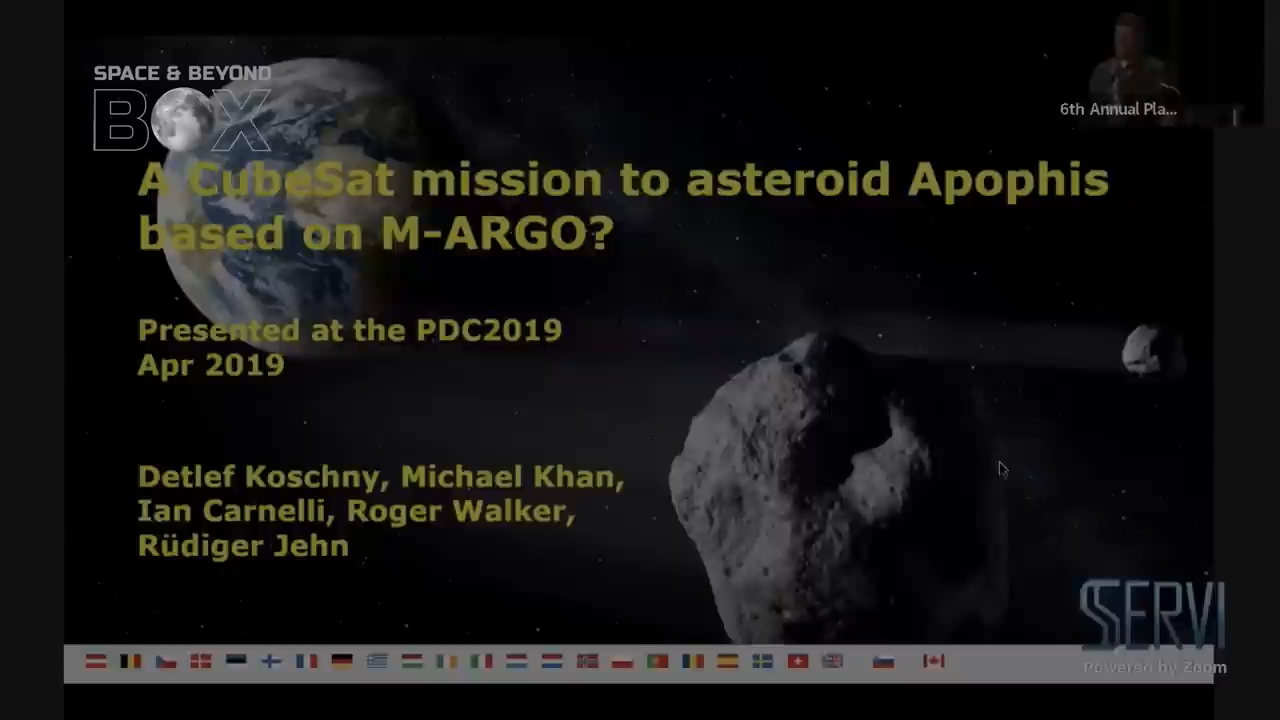 SPACE & BEYOND
BOX
6th Annual Pla...
A CubeSat mission to asteroid Apophis
based on M-ARGO?
Presented at the PDC2019
Apr 2019
Detlef Koschny, Michael Khan,
Ian Carnelli, Roger Walker,
Rüdiger Jehn
SSERVI
Powered by Zoom